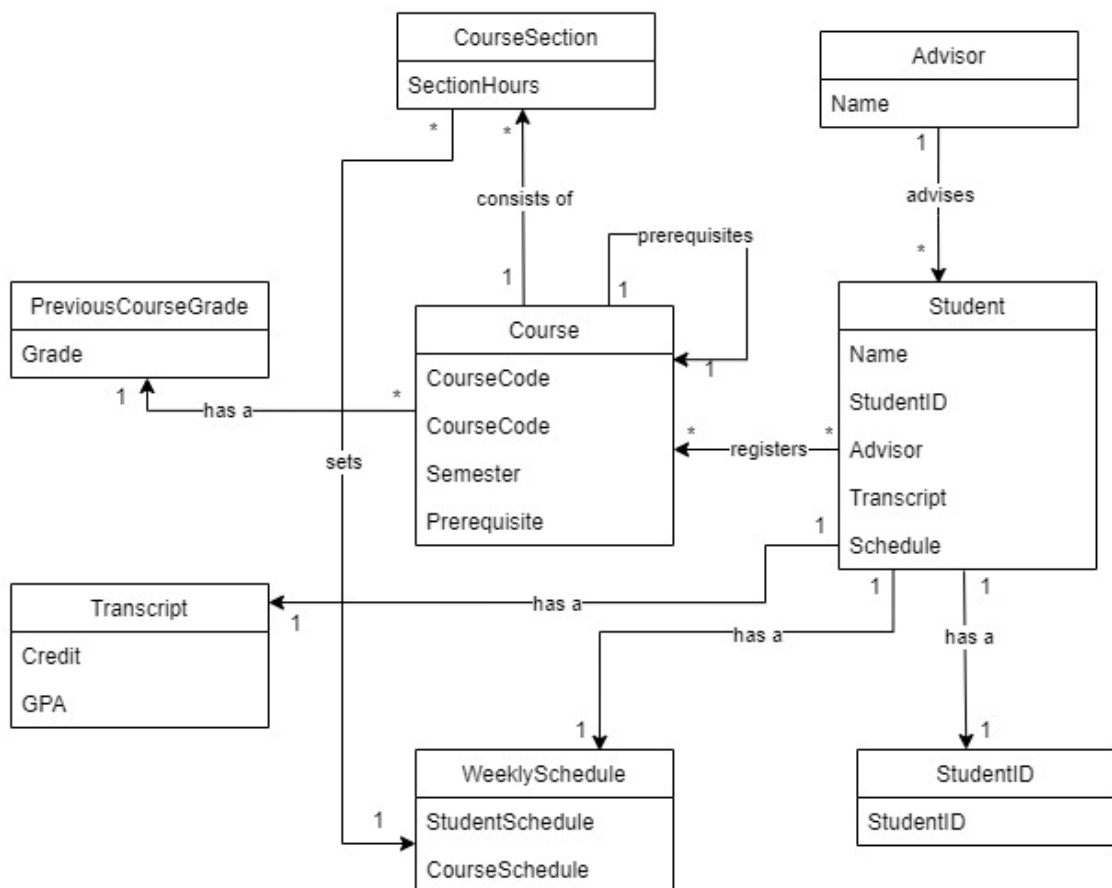 CourseSection
SectionHours
Advisor
Name
*
*
1
consists of
advises
prerequisites
*
1
1
PreviousCourseGrade
Grade
Course
CourseCode
CourseCode
Semester
Prerequisite
Student
Name
StudentID
Advisor
Transcript
Schedule
1
1
has a
*
*
registers
*
sets
1
Transcript
Credit
GPA
1
has a
1
1
has a
has a
1
1
1
WeeklySchedule
StudentSchedule
CourseSchedule
StudentID
StudentID